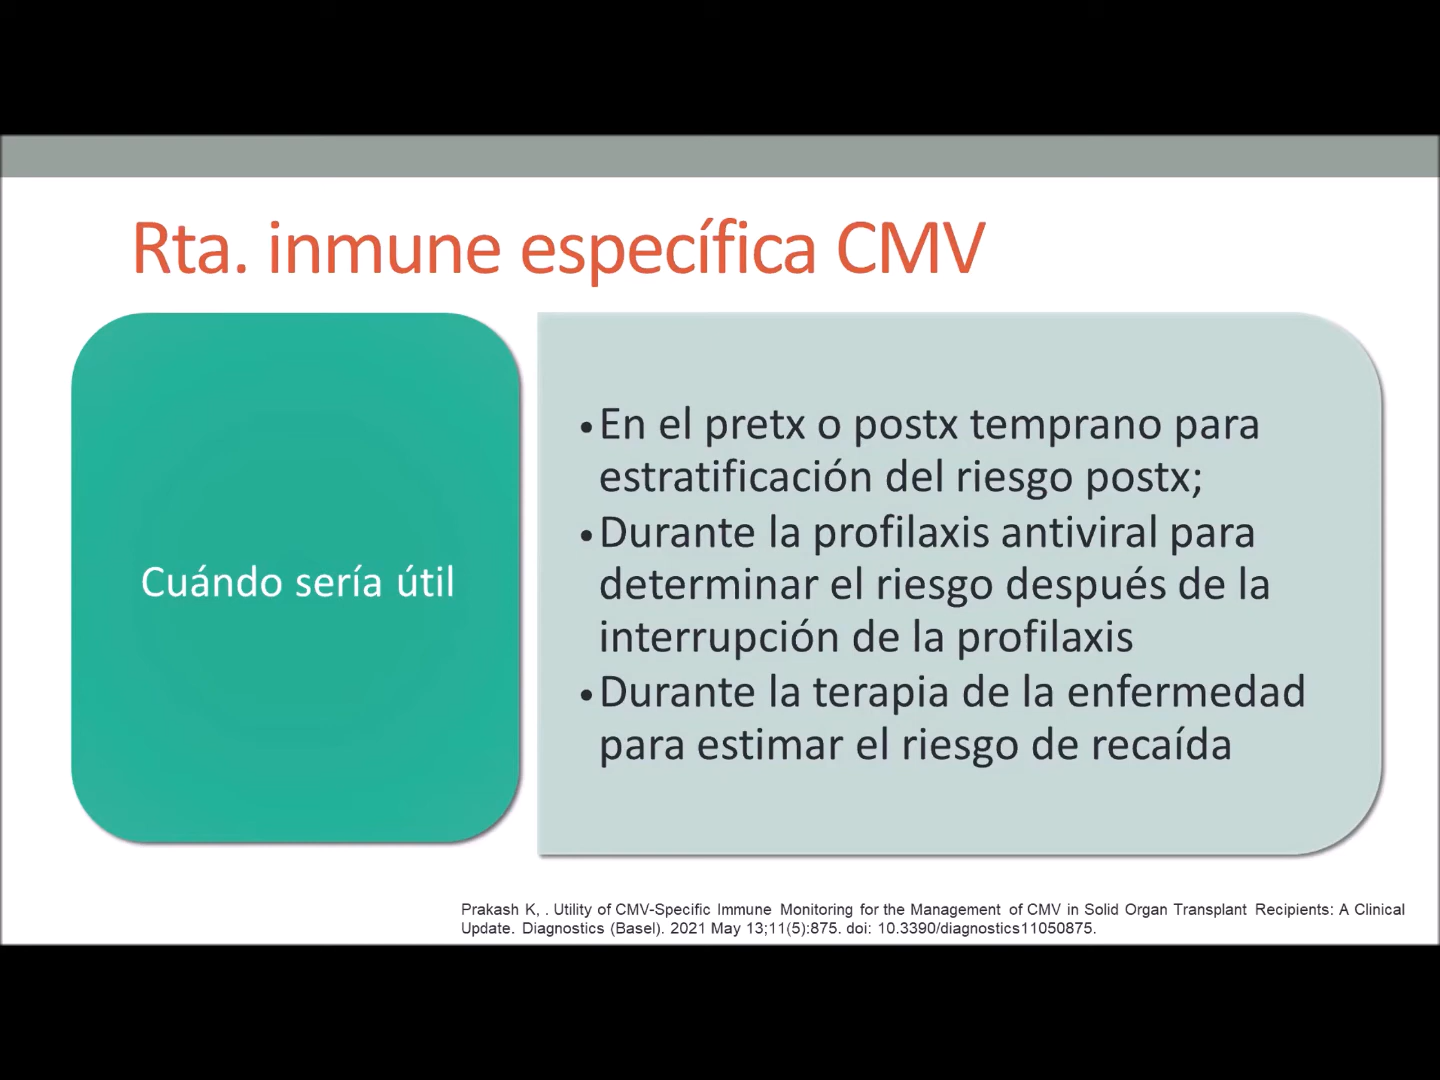 Rta. inmune específica CMV
Cuándo sería útil
•En el pretx o postx temprano para
estratificación del riesgo postx;
•Durante la profilaxis antiviral para
determinar el riesgo después de la
interrupción de la profilaxis
•Durante la terapia de la enfermedad
para estimar el riesgo de recaída
Prakash K, . Utility of CMV-Specific Immune Monitoring for the Management of CMV in Solid Organ Transplant Recipients: A Clinical
Update. Diagnostics (Basel). 2021 May 13;11(5):875. doi: 10.3390/diagnostics11050875.